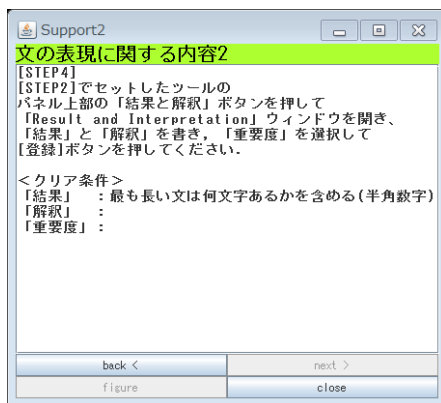 Support2
文の表現に関する内容2
[STEP4]
[STEP2]でセットしたツールの
パネル上部の「結果と解釈」ボタンを押して
「Result and Interpretation」ウィンドウを開き、
「結果」と「解釈」を書き，「重要度」を選択して
[登録]ボタンを押してください．
＜クリア条件＞
「結果」　：最も長い文は何文字あるかを含める(半角数字)
「解釈」　：
「重要度」：
back <
next >
figure
close